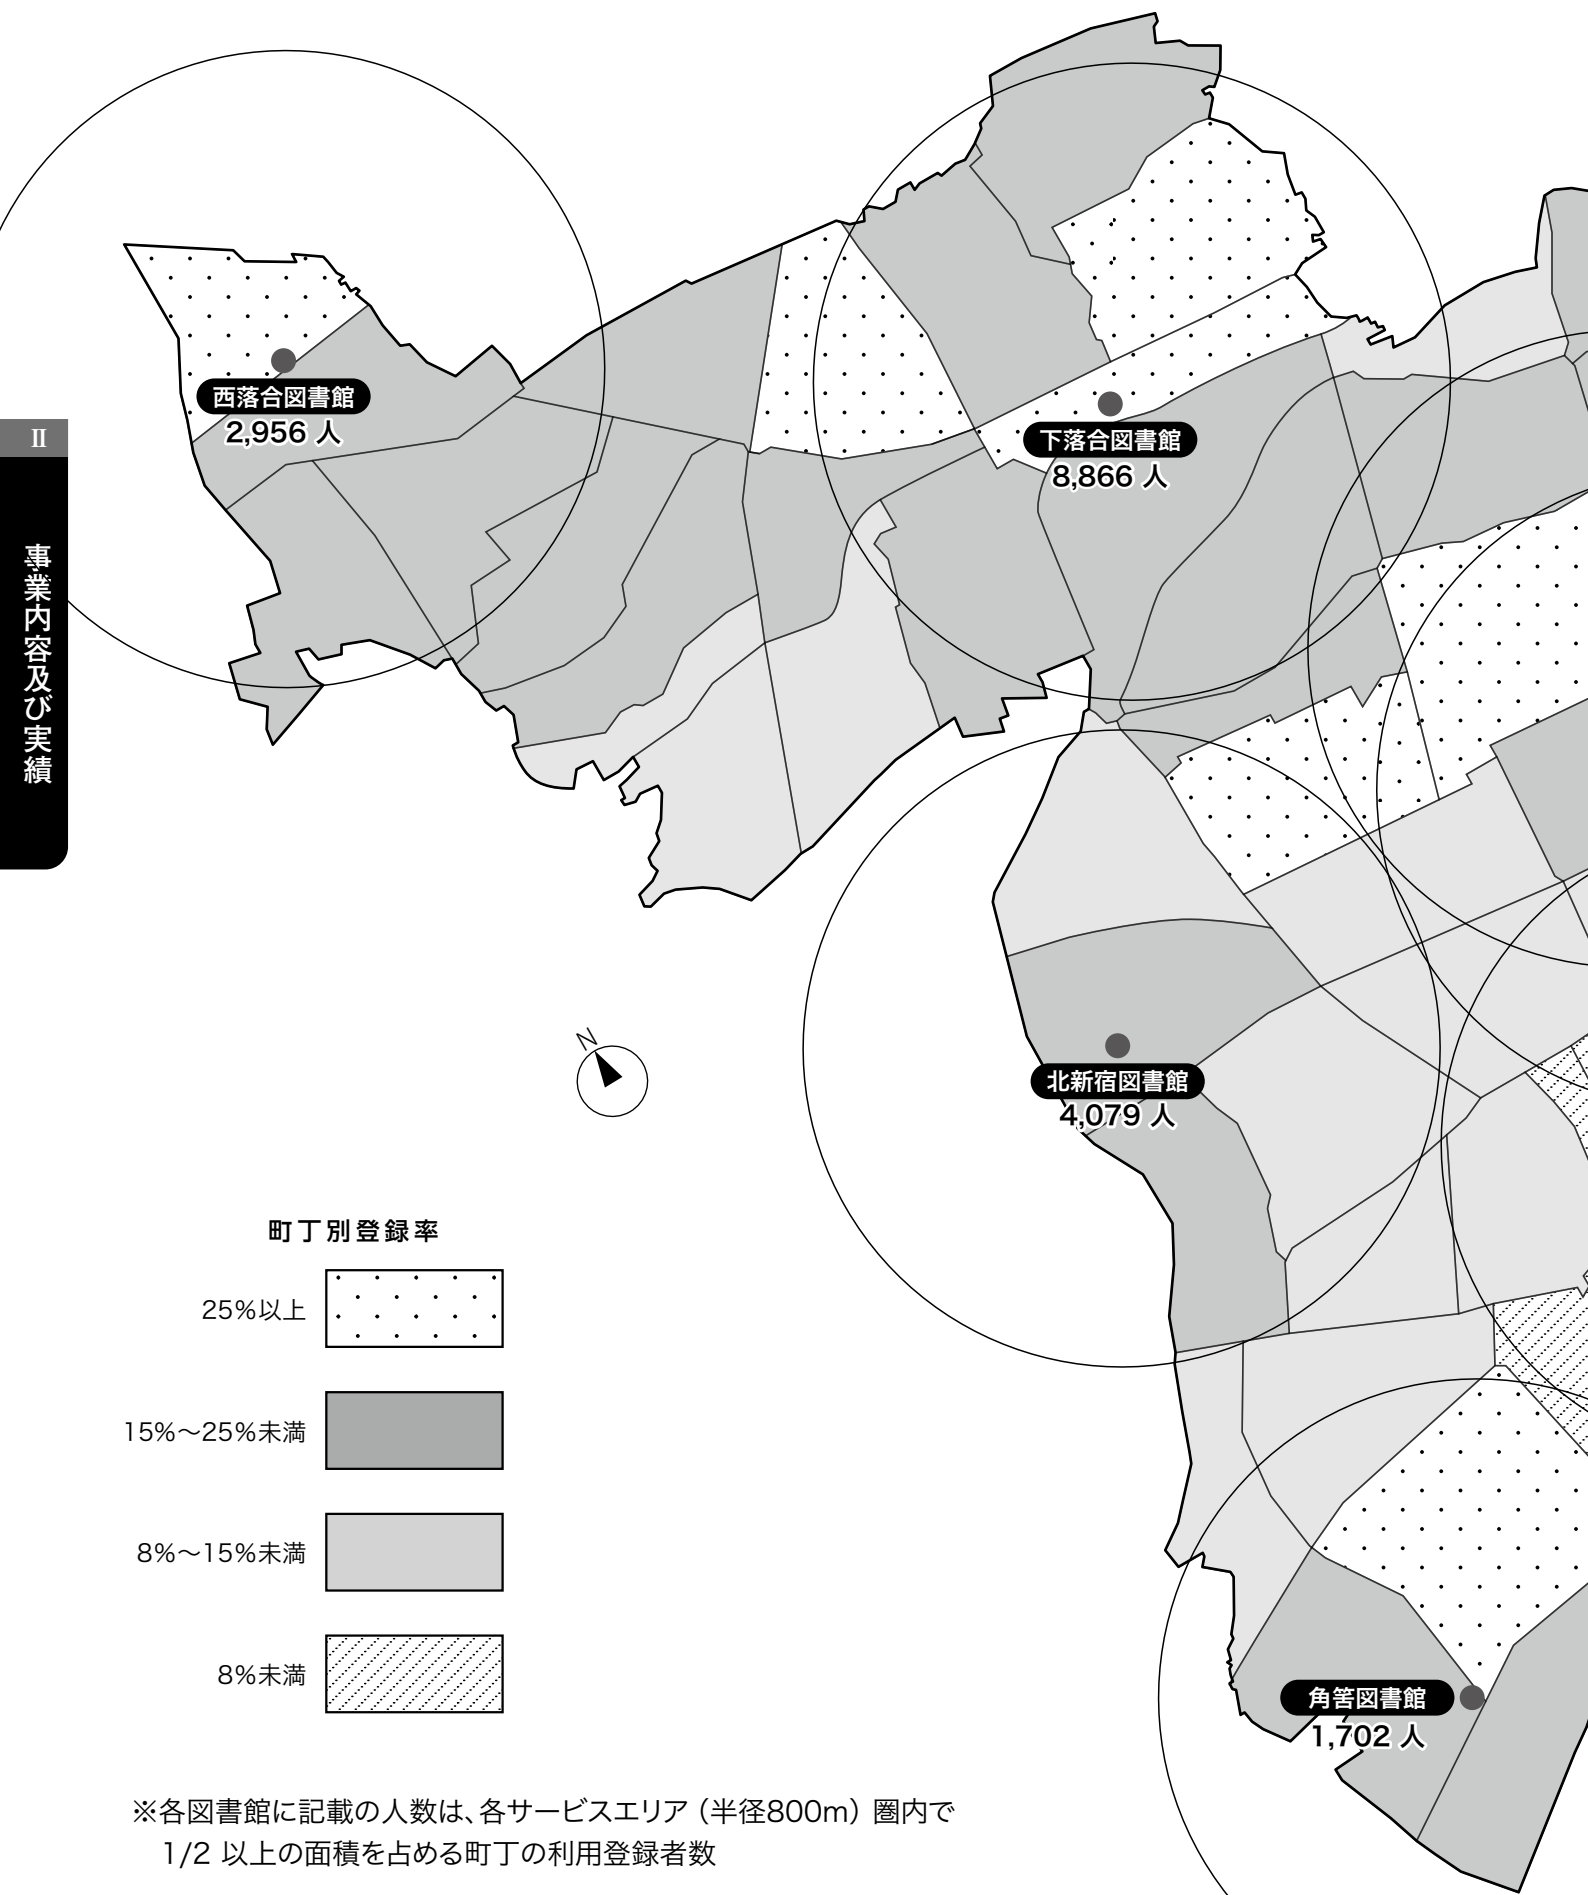 西落合図書館
2,956 人
下落合図書館
8,866 人
II
事業内容及び実績
N
北新宿図書館
4,079 人
町丁別登録率
25%以上
15%～25%未満
8%～15%未満
8%未満
角筈図書館
1,702 人
※各図書館に記載の人数は、各サービスエリア（半径800m）圏内で
1/2 以上の面積を占める町丁の利用登録者数